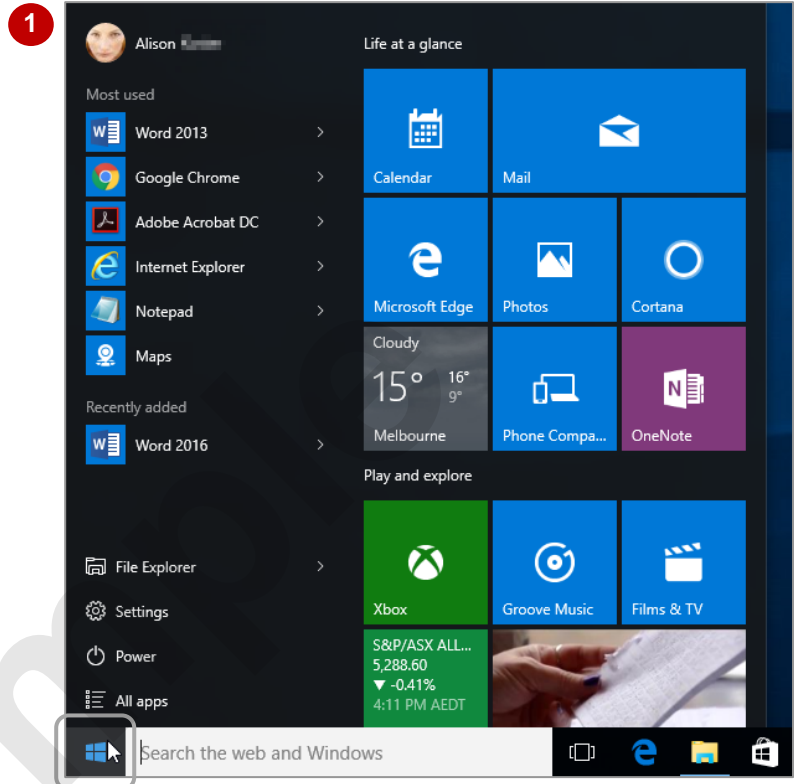 1
Alison
Most used
Word 2013
Google Chrome
Adobe Acrobat DC
Internet Explorer
Notepad
Maps
Recently added
Word 2016
File Explorer
Settings
Power
All apps
Life at a glance
Calendar
Mail
Microsoft Edge
Photos
Cortana
Cloudy
15° 16°
9°
Melbourne
Phone Compa...
OneNote
Play and explore
Xbox
Groove Music
Films & TV
S&P/ASX ALL...
5,288.60
▼ -0.41%
4:11 PM AEDT
Search the web and Windows